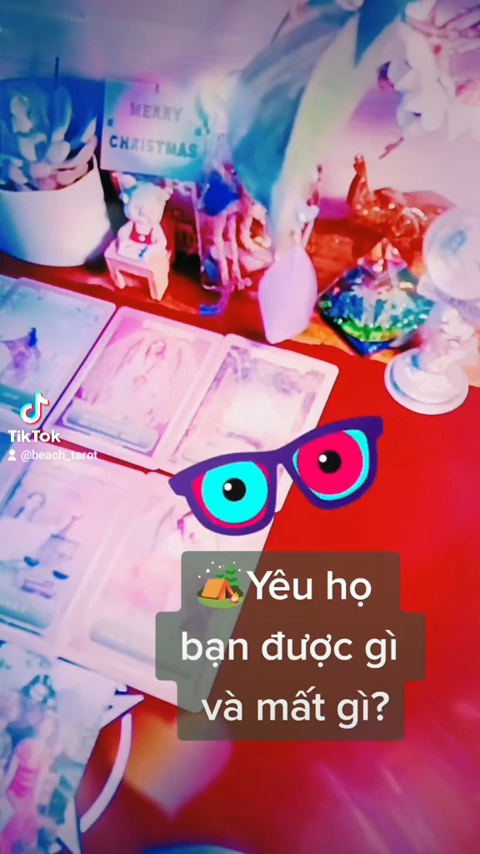 MERRY
CHRISTMAS
TikTok
@beach_tarot
🏕️Yêu họ
bạn được gì
và mất gì?